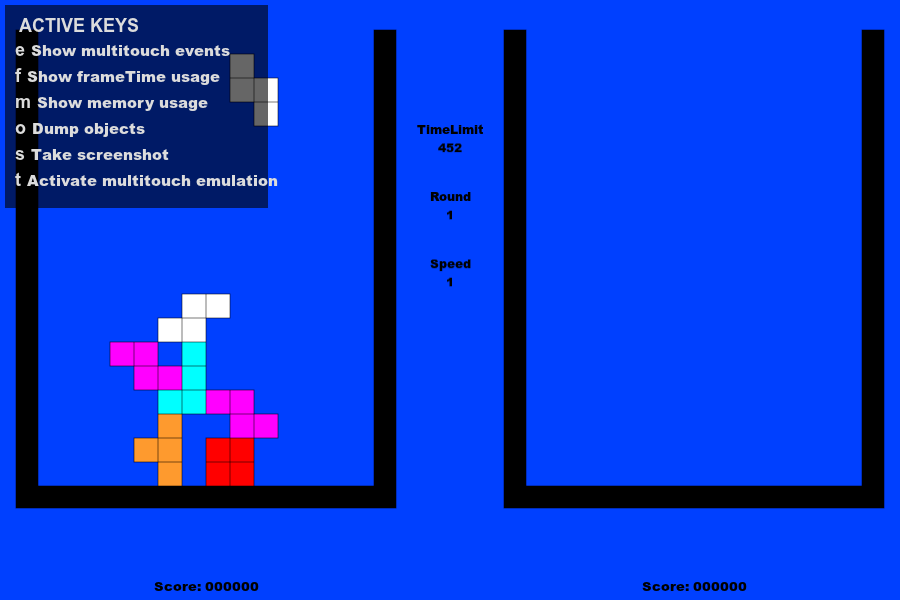 ACTIVE KEYS
e Show multitouch events
f Show frameTime usage
m Show memory usage
o Dump objects
s Take screenshot
t Activate multitouch emulation
TimeLimit
452
Round
1
Speed
1
Score: 000000
Score: 000000